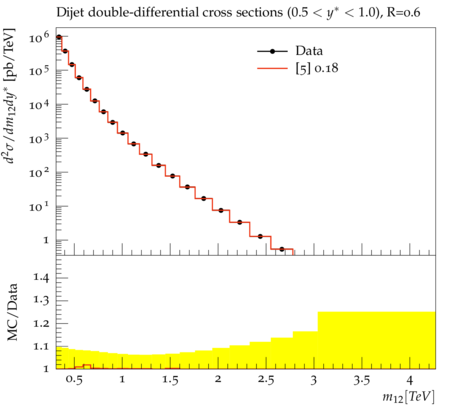 Dijet double-differential cross sections (0.5 < y* < 1.0), R=0.6
d²σ/dm₁₂dy* [pb/TeV]
10⁶
10⁵
10⁴
10³
10²
10¹
1
Data
[5] 0.18
MC/Data
1.4
1.3
1.2
1.1
1
0.5 1 1.5 2 2.5 3 3.5 4
m₁₂[TeV]